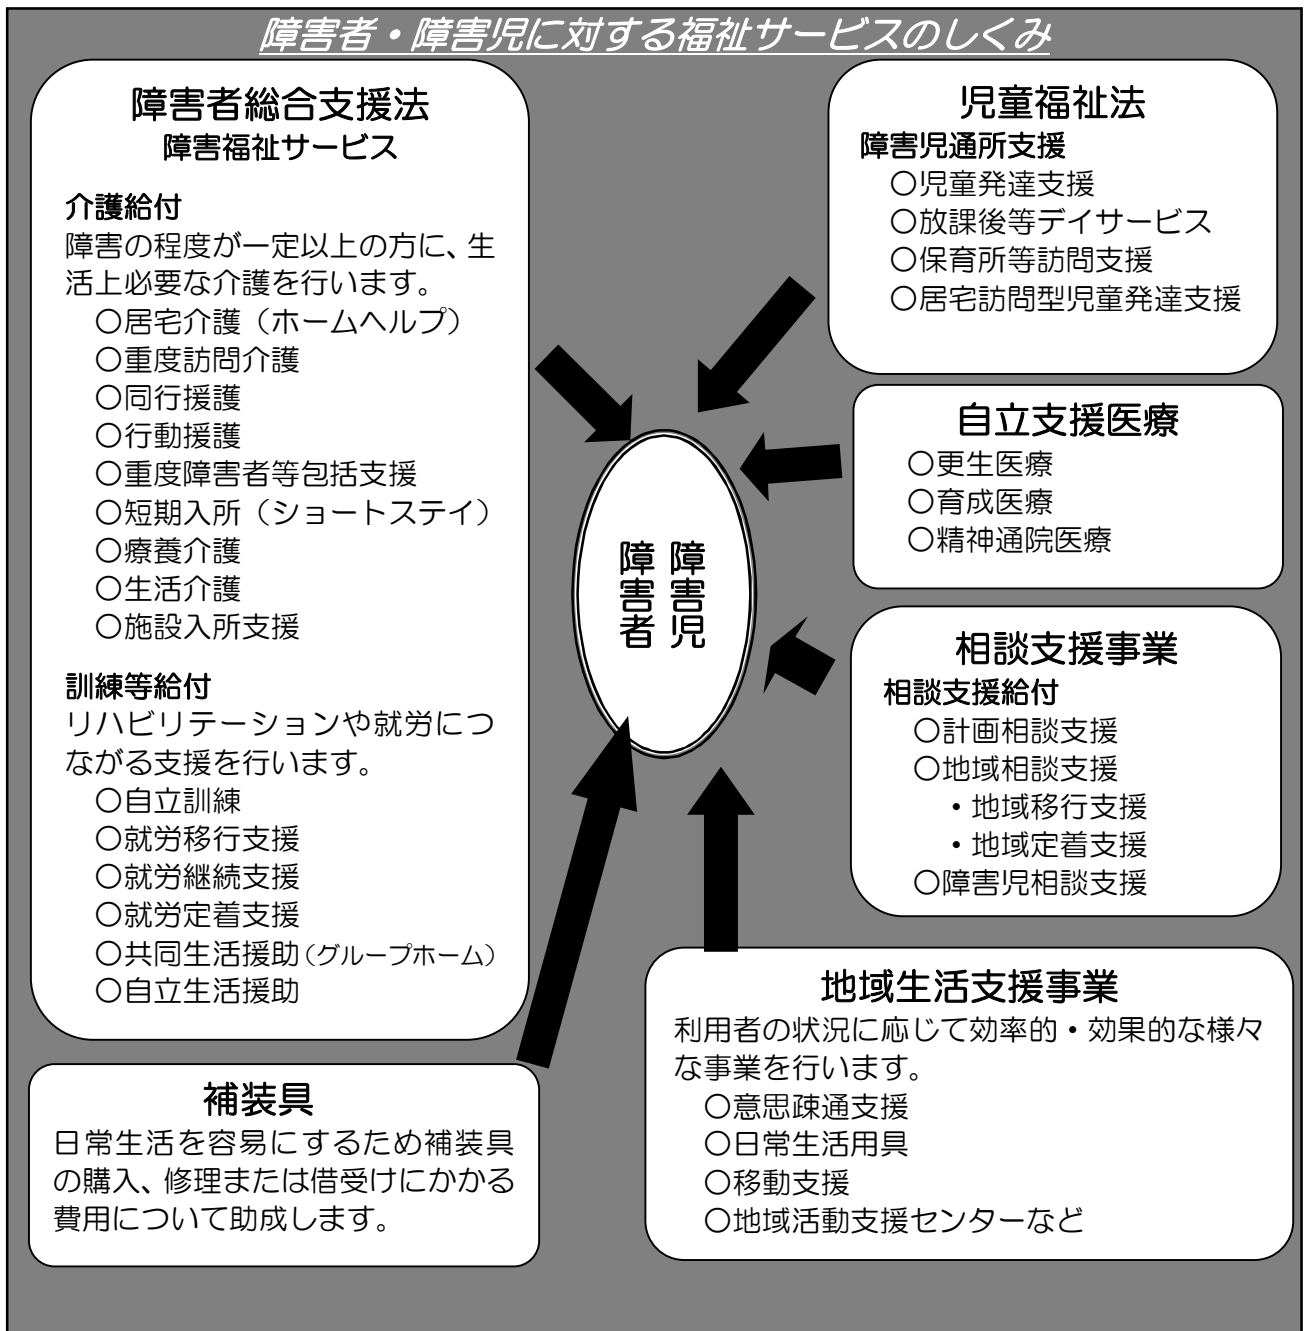 障害者・障害児に対する福祉サービスのしくみ
障害者総合支援法
障害福祉サービス
介護給付
障害の程度が一定以上の方に、生
活上必要な介護を行います。
○居宅介護（ホームヘルプ）
○重度訪問介護
○同行援護
○行動援護
○重度障害者等包括支援
○短期入所（ショートステイ）
○療養介護
○生活介護
○施設入所支援
訓練等給付
リハビリテーションや就労につ
ながる支援を行います。
○自立訓練
○就労移行支援
○就労継続支援
○就労定着支援
○共同生活援助（グループホーム）
○自立生活援助
補装具
日常生活を容易にするため補装具
の購入、修理または借受けにかかる
費用について助成します。
障害児
障害者
児童福祉法
障害児通所支援
○児童発達支援
○放課後等デイサービス
○保育所等訪問支援
○居宅訪問型児童発達支援
自立支援医療
○更生医療
○育成医療
○精神通院医療
相談支援事業
相談支援給付
○計画相談支援
○地域相談支援
・地域移行支援
・地域定着支援
○障害児相談支援
地域生活支援事業
利用者の状況に応じて効率的・効果的な様々
な事業を行います。
○意思疎通支援
○日常生活用具
○移動支援
○地域活動支援センターなど